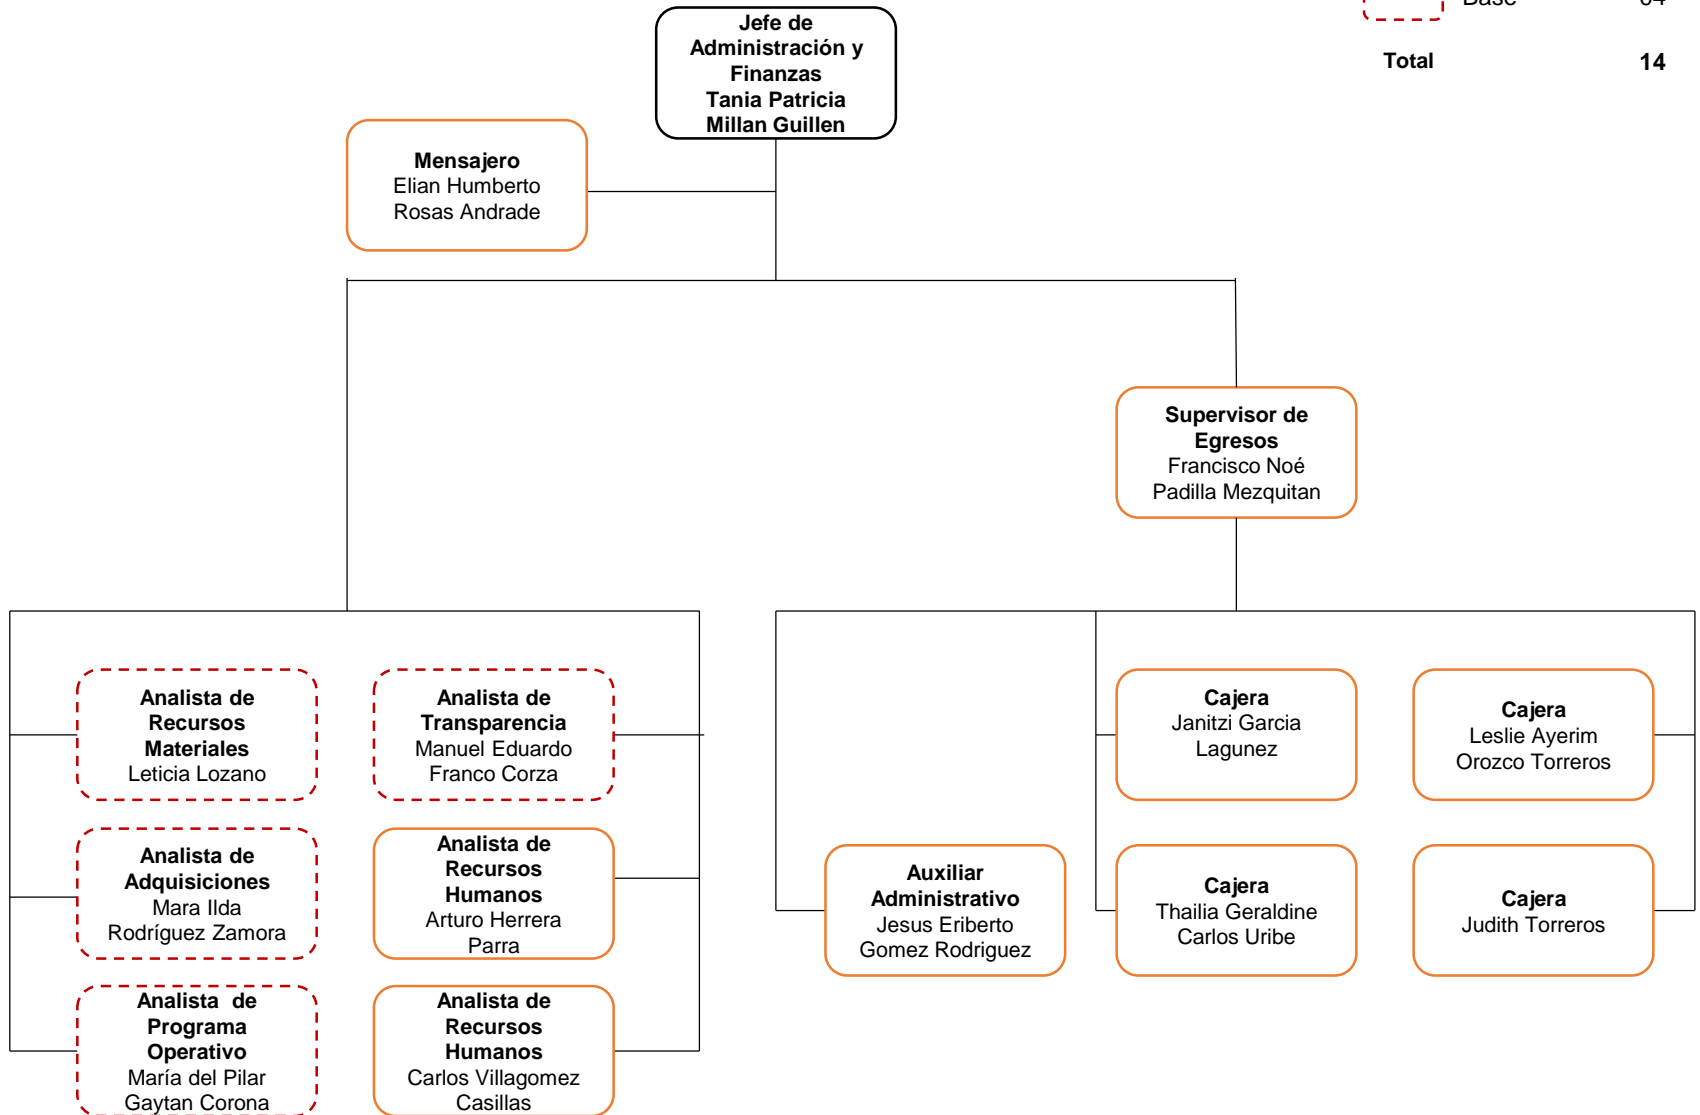 Base 04
Total 14
Jefe de
Administración y
Finanzas
Tania Patricia
Millan Guillen
Mensajero
Elian Humberto
Rosas Andrade
Supervisor de
Egresos
Francisco Noé
Padilla Mezquitan
Analista de
Recursos
Materiales
Leticia Lozano
Analista de
Transparencia
Manuel Eduardo
Franco Corza
Cajera
Janitzi Garcia
Lagunez
Cajera
Leslie Ayerim
Orozco Torreros
Analista de
Adquisiciones
Mara Ilda
Rodríguez Zamora
Analista de
Recursos
Humanos
Arturo Herrera
Parra
Auxiliar
Administrativo
Jesus Eriberto
Gomez Rodriguez
Cajera
Thailia Geraldine
Carlos Uribe
Cajera
Judith Torreros
Analista de
Programa
Operativo
María del Pilar
Gaytan Corona
Analista de
Recursos
Humanos
Carlos Villagomez
Casillas